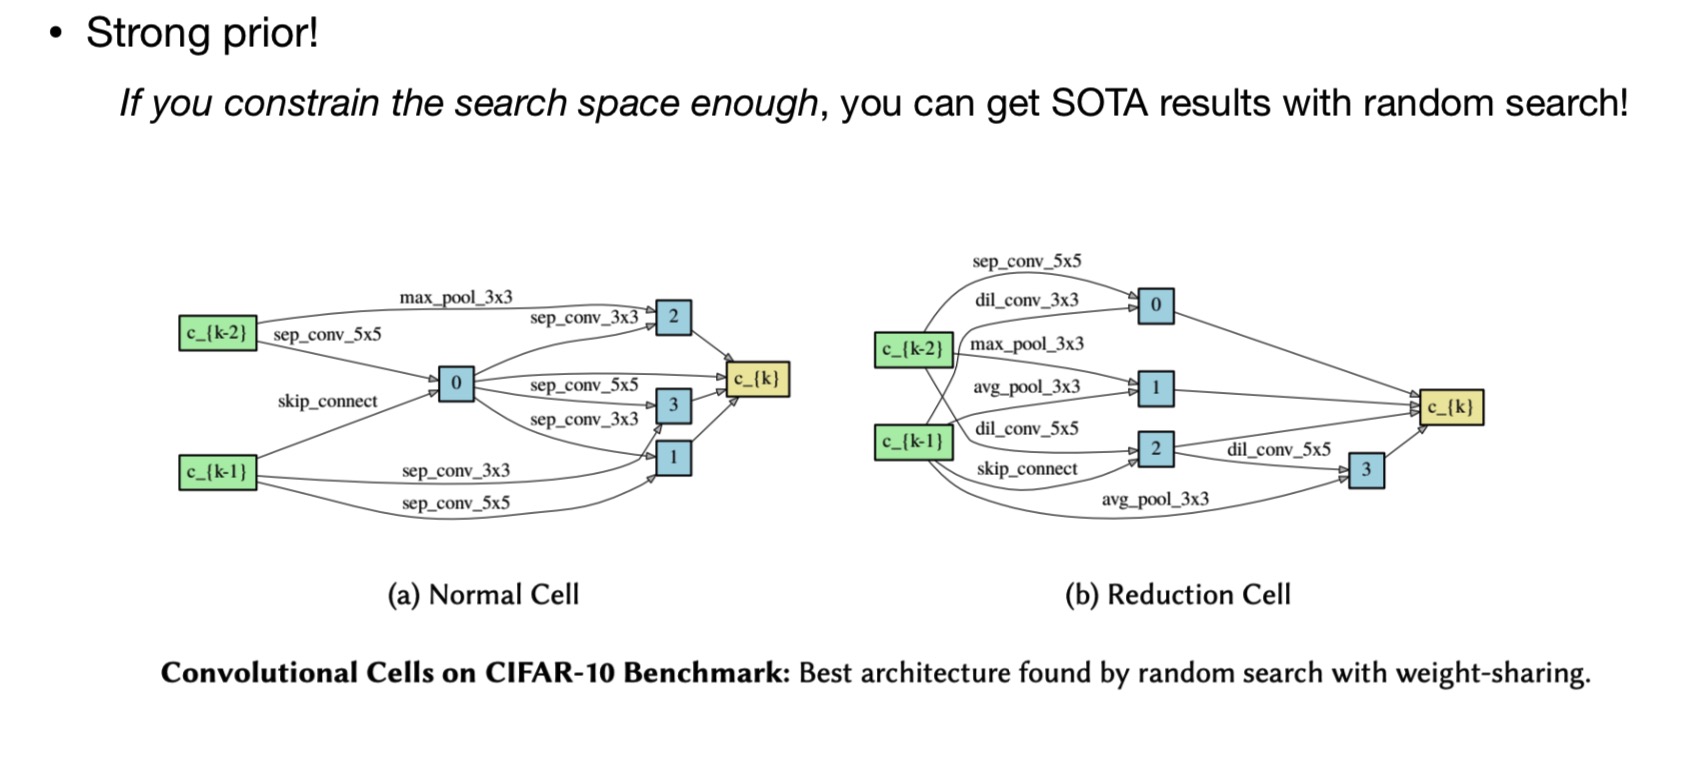 • Strong prior!
If you constrain the search space enough, you can get SOTA results with random search!
max_pool_3x3
sep_conv_3x3
2
c_{k-2}
sep_conv_5x5
0
sep_conv_5x5
c_{k}
3
skip_connect
sep_conv_3x3
1
c_{k-1}
sep_conv_3x3
sep_conv_5x5
(a) Normal Cell
sep_conv_5x5
dil_conv_3x3
0
c_{k-2}
max_pool_3x3
avg_pool_3x3
1
c_{k}
dil_conv_5x5
c_{k-1}
2
dil_conv_5x5
skip_connect
3
avg_pool_3x3
(b) Reduction Cell
Convolutional Cells on CIFAR-10 Benchmark: Best architecture found by random search with weight-sharing.